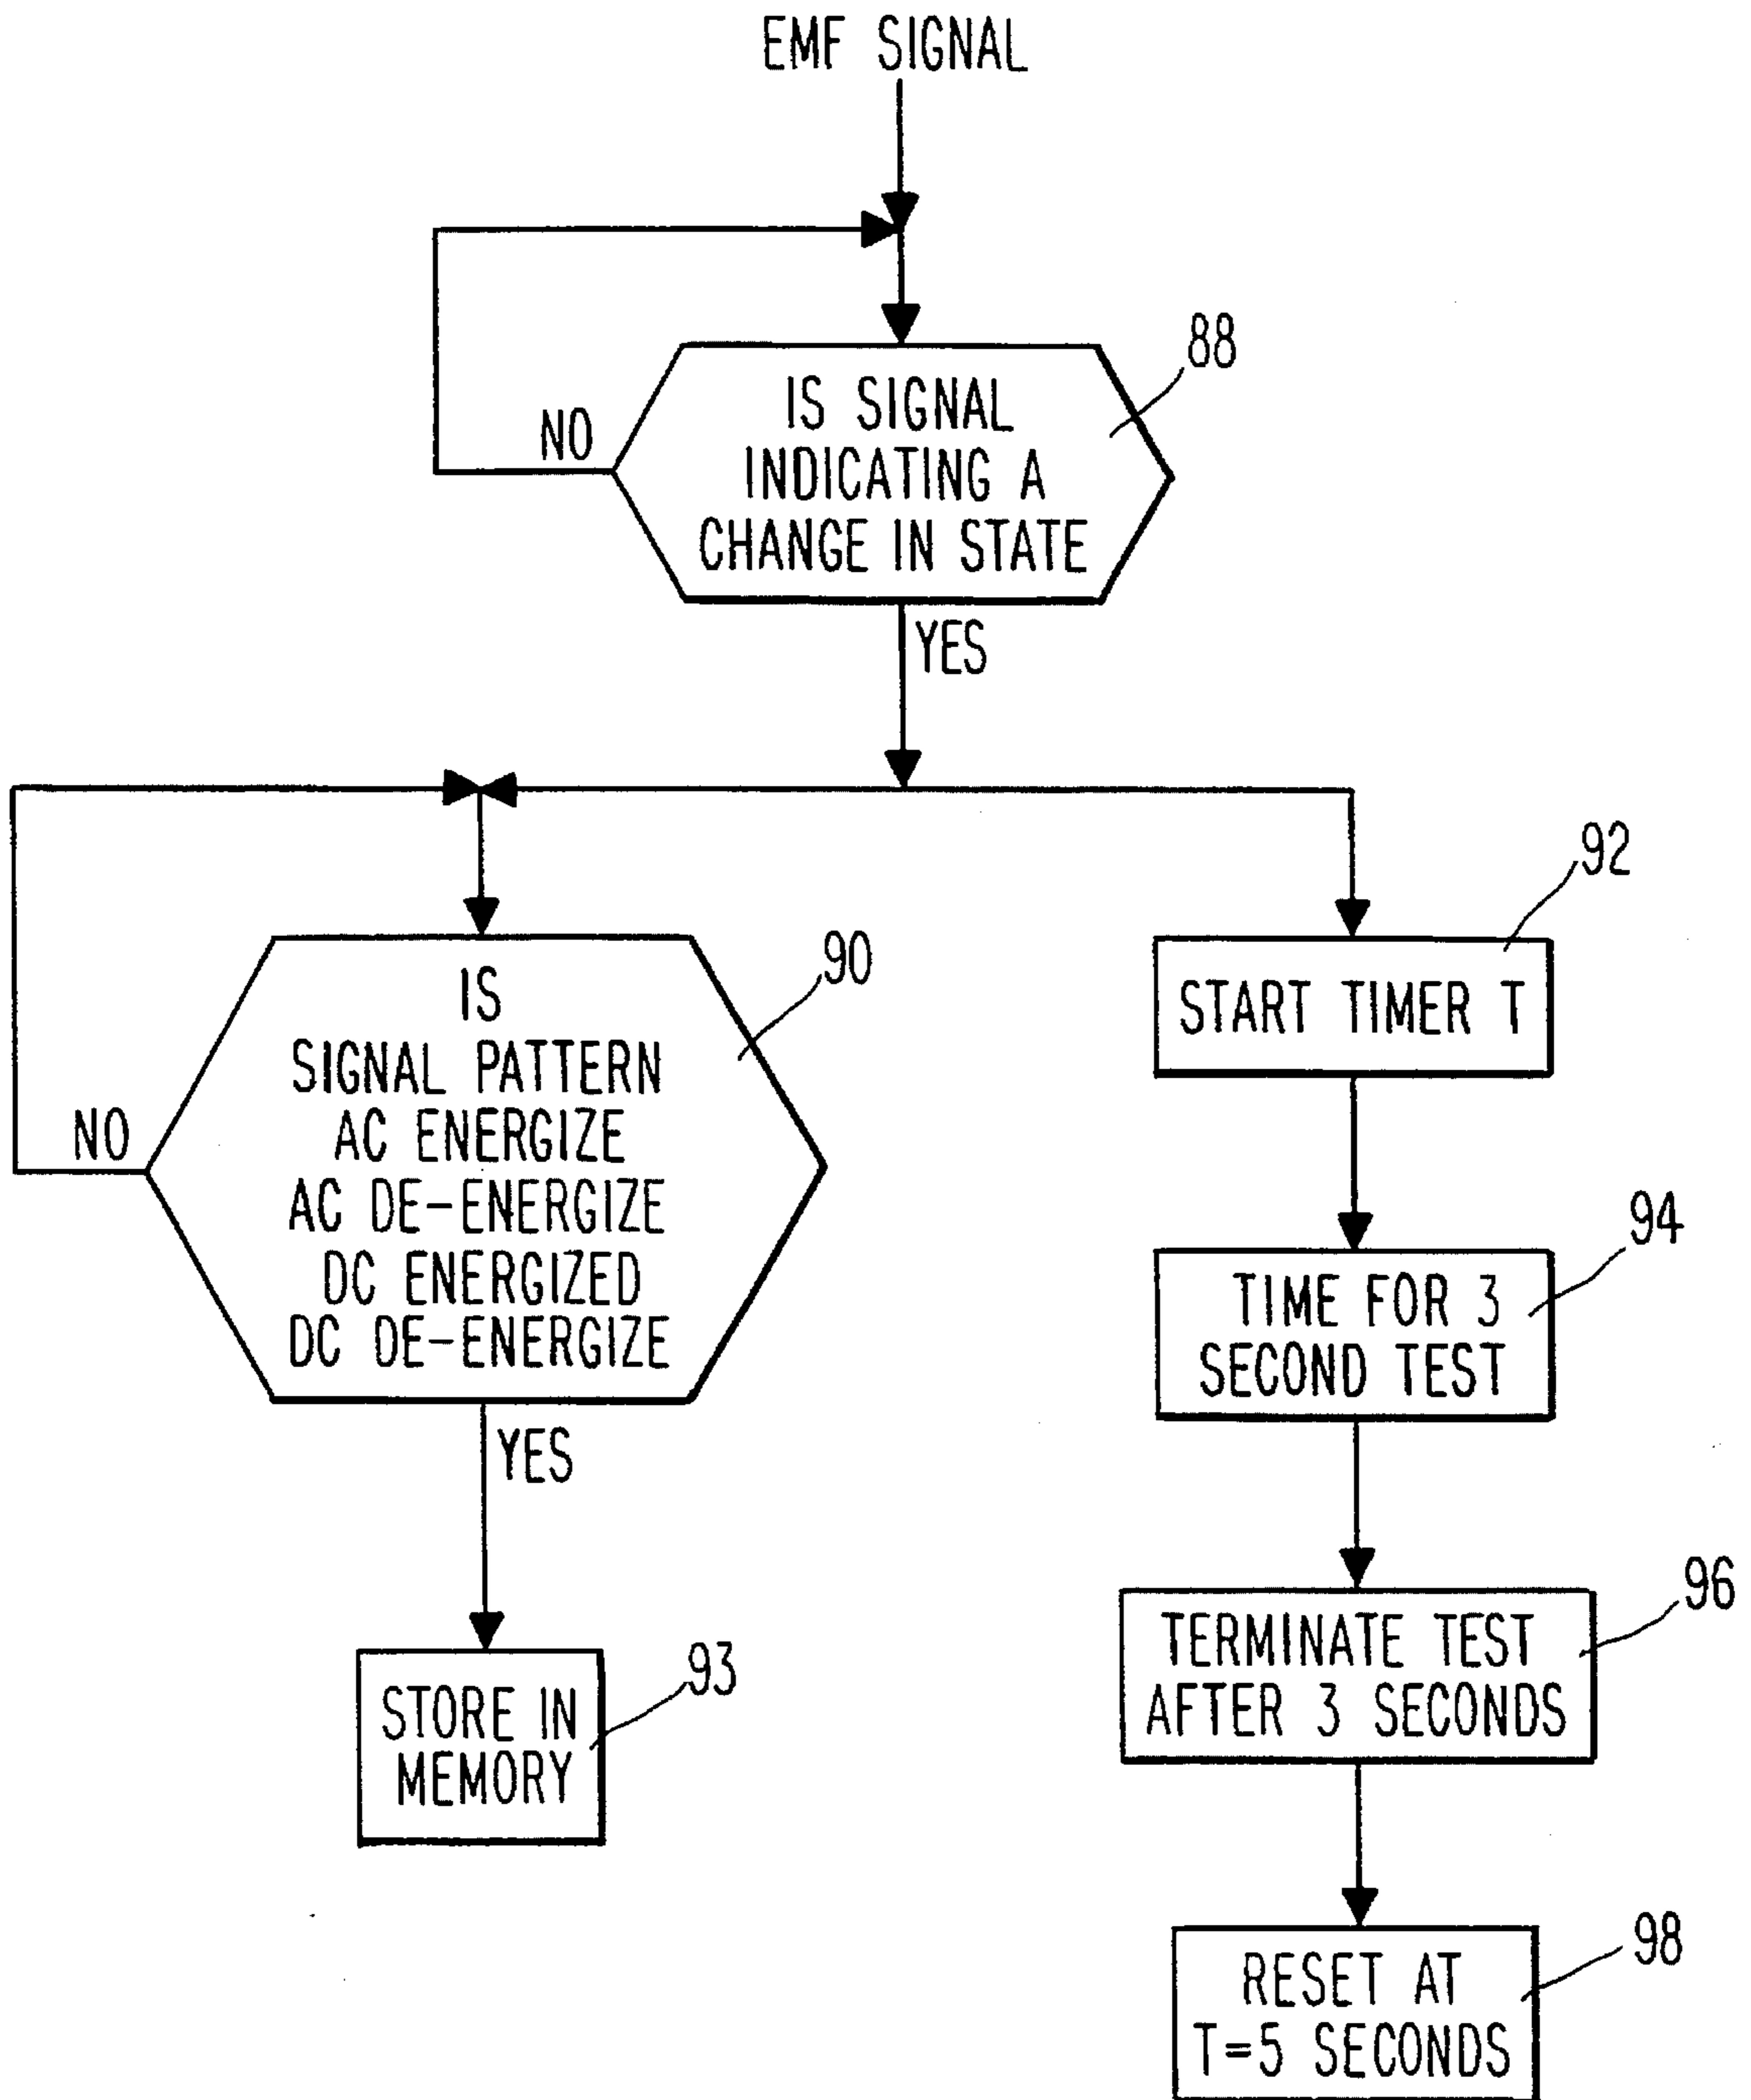 EMF SIGNAL
88
IS SIGNAL
INDICATING A
CHANGE IN STATE
NO
YES
92
START TIMER T
90
IS
SIGNAL PATTERN
AC ENERGIZE
AC DE-ENERGIZE
DC ENERGIZED
DC DE-ENERGIZE
NO
YES
94
TIME FOR 3
SECOND TEST
96
TERMINATE TEST
AFTER 3 SECONDS
93
STORE IN
MEMORY
98
RESET AT
T=5 SECONDS